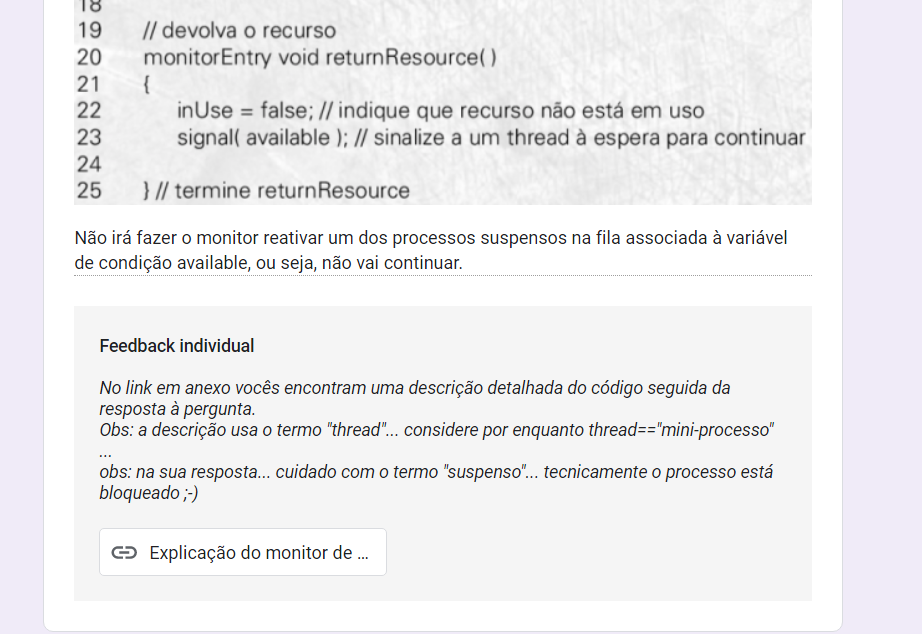 18
19 // devolva o recurso
20 monitorEntry void returnResource( )
21 {
22 inUse = false; // indique que recurso não está em uso
23 signal( available ); // sinalize a um thread à espera para continuar
24
25 } // termine returnResource
Não irá fazer o monitor reativar um dos processos suspensos na fila associada à variável
de condição available, ou seja, não vai continuar.
Feedback individual
No link em anexo vocês encontram uma descrição detalhada do código seguida da
resposta à pergunta.
Obs: a descrição usa o termo "thread"... considere por enquanto thread=="mini-processo"
...
obs: na sua resposta... cuidado com o termo "suspenso"... tecnicamente o processo está
bloqueado ;-)
Explicação do monitor de ...